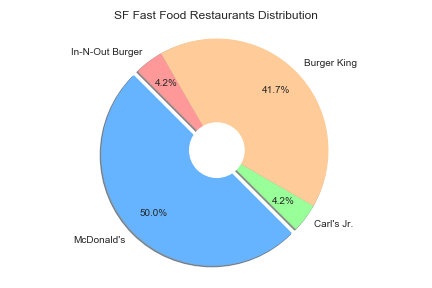 SF Fast Food Restaurants Distribution
In-N-Out Burger
4.2%
Burger King
41.7%
McDonald's
50.0%
Carl's Jr.
4.2%